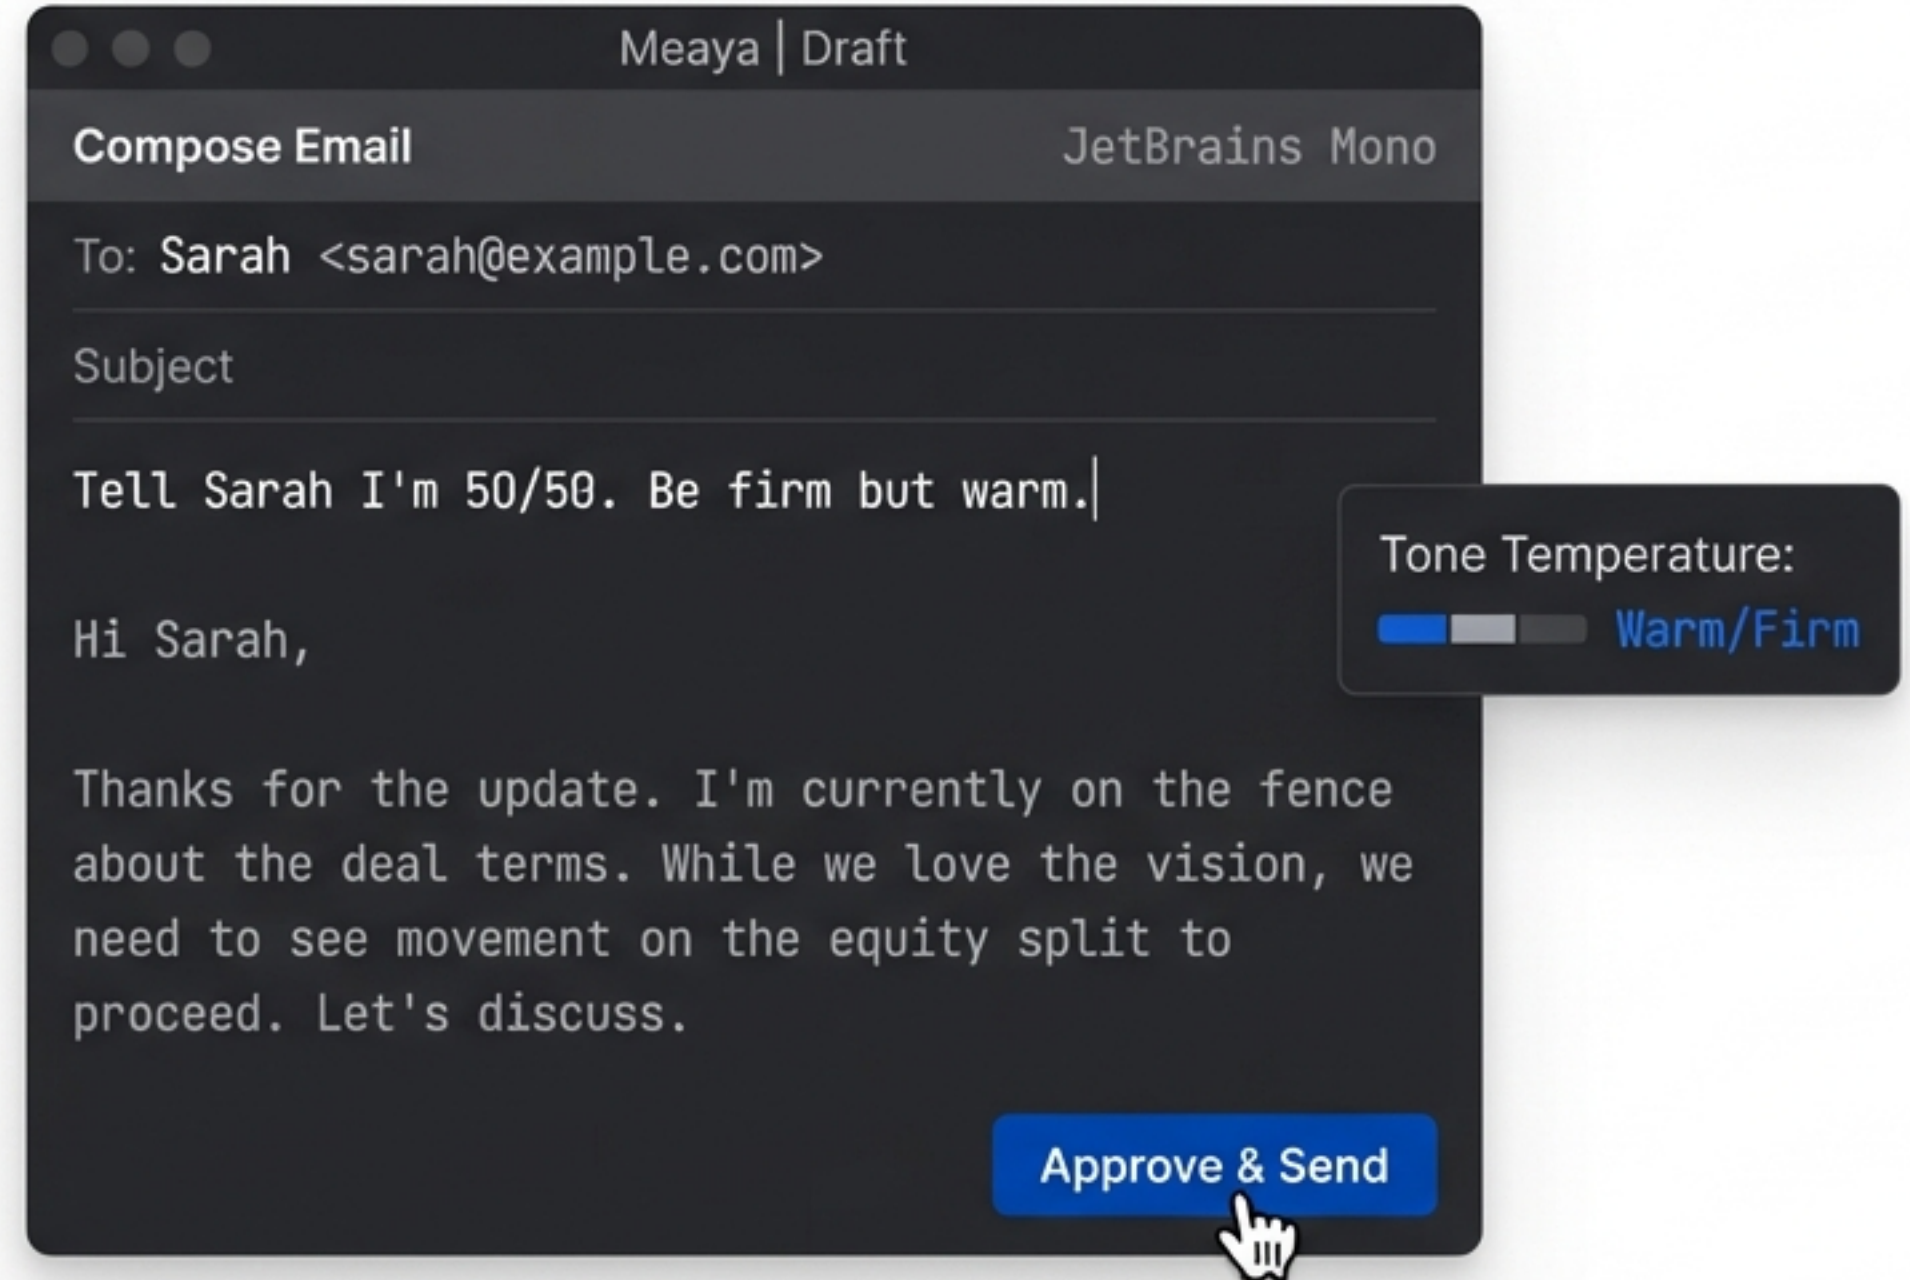 Meaya | Draft
Compose Email
JetBrains Mono
To: Sarah <sarah@example.com>
Subject
Tell Sarah I'm 50/50. Be firm but warm.
Tone Temperature:
Warm/Firm
Hi Sarah,
Thanks for the update. I'm currently on the fence
about the deal terms. While we love the vision, we
need to see movement on the equity split to
proceed. Let's discuss.
Approve & Send